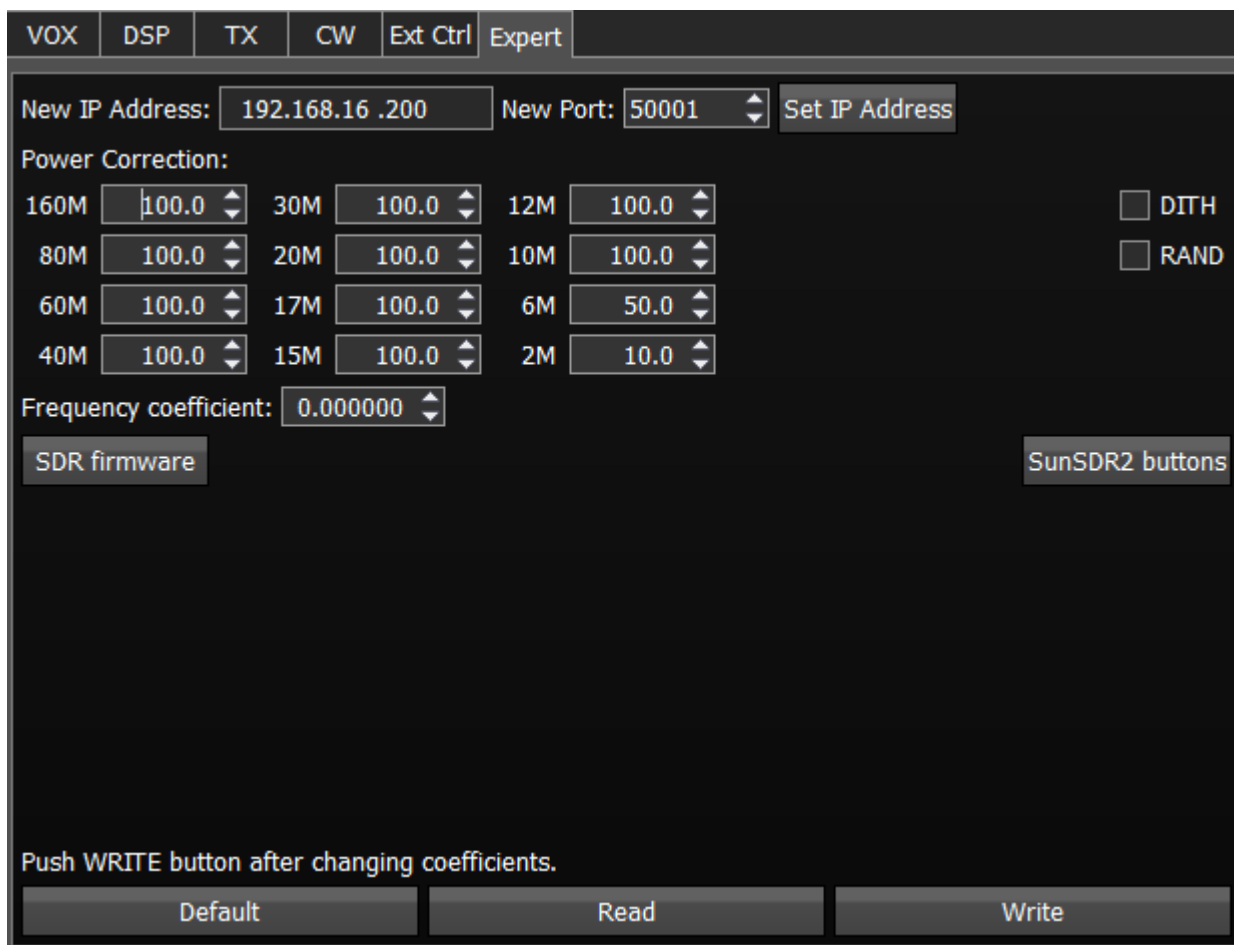 VOX DSP TX CW Ext Ctrl Expert
New IP Address: 192.168.16 .200 New Port: 50001 Set IP Address
Power Correction:
160M 100.0 30M 100.0 12M 100.0 DITH
80M 100.0 20M 100.0 10M 100.0 RAND
60M 100.0 17M 100.0 6M 50.0
40M 100.0 15M 100.0 2M 10.0
Frequency coefficient: 0.000000
SDR firmware SunSDR2 buttons
Push WRITE button after changing coefficients.
Default Read Write